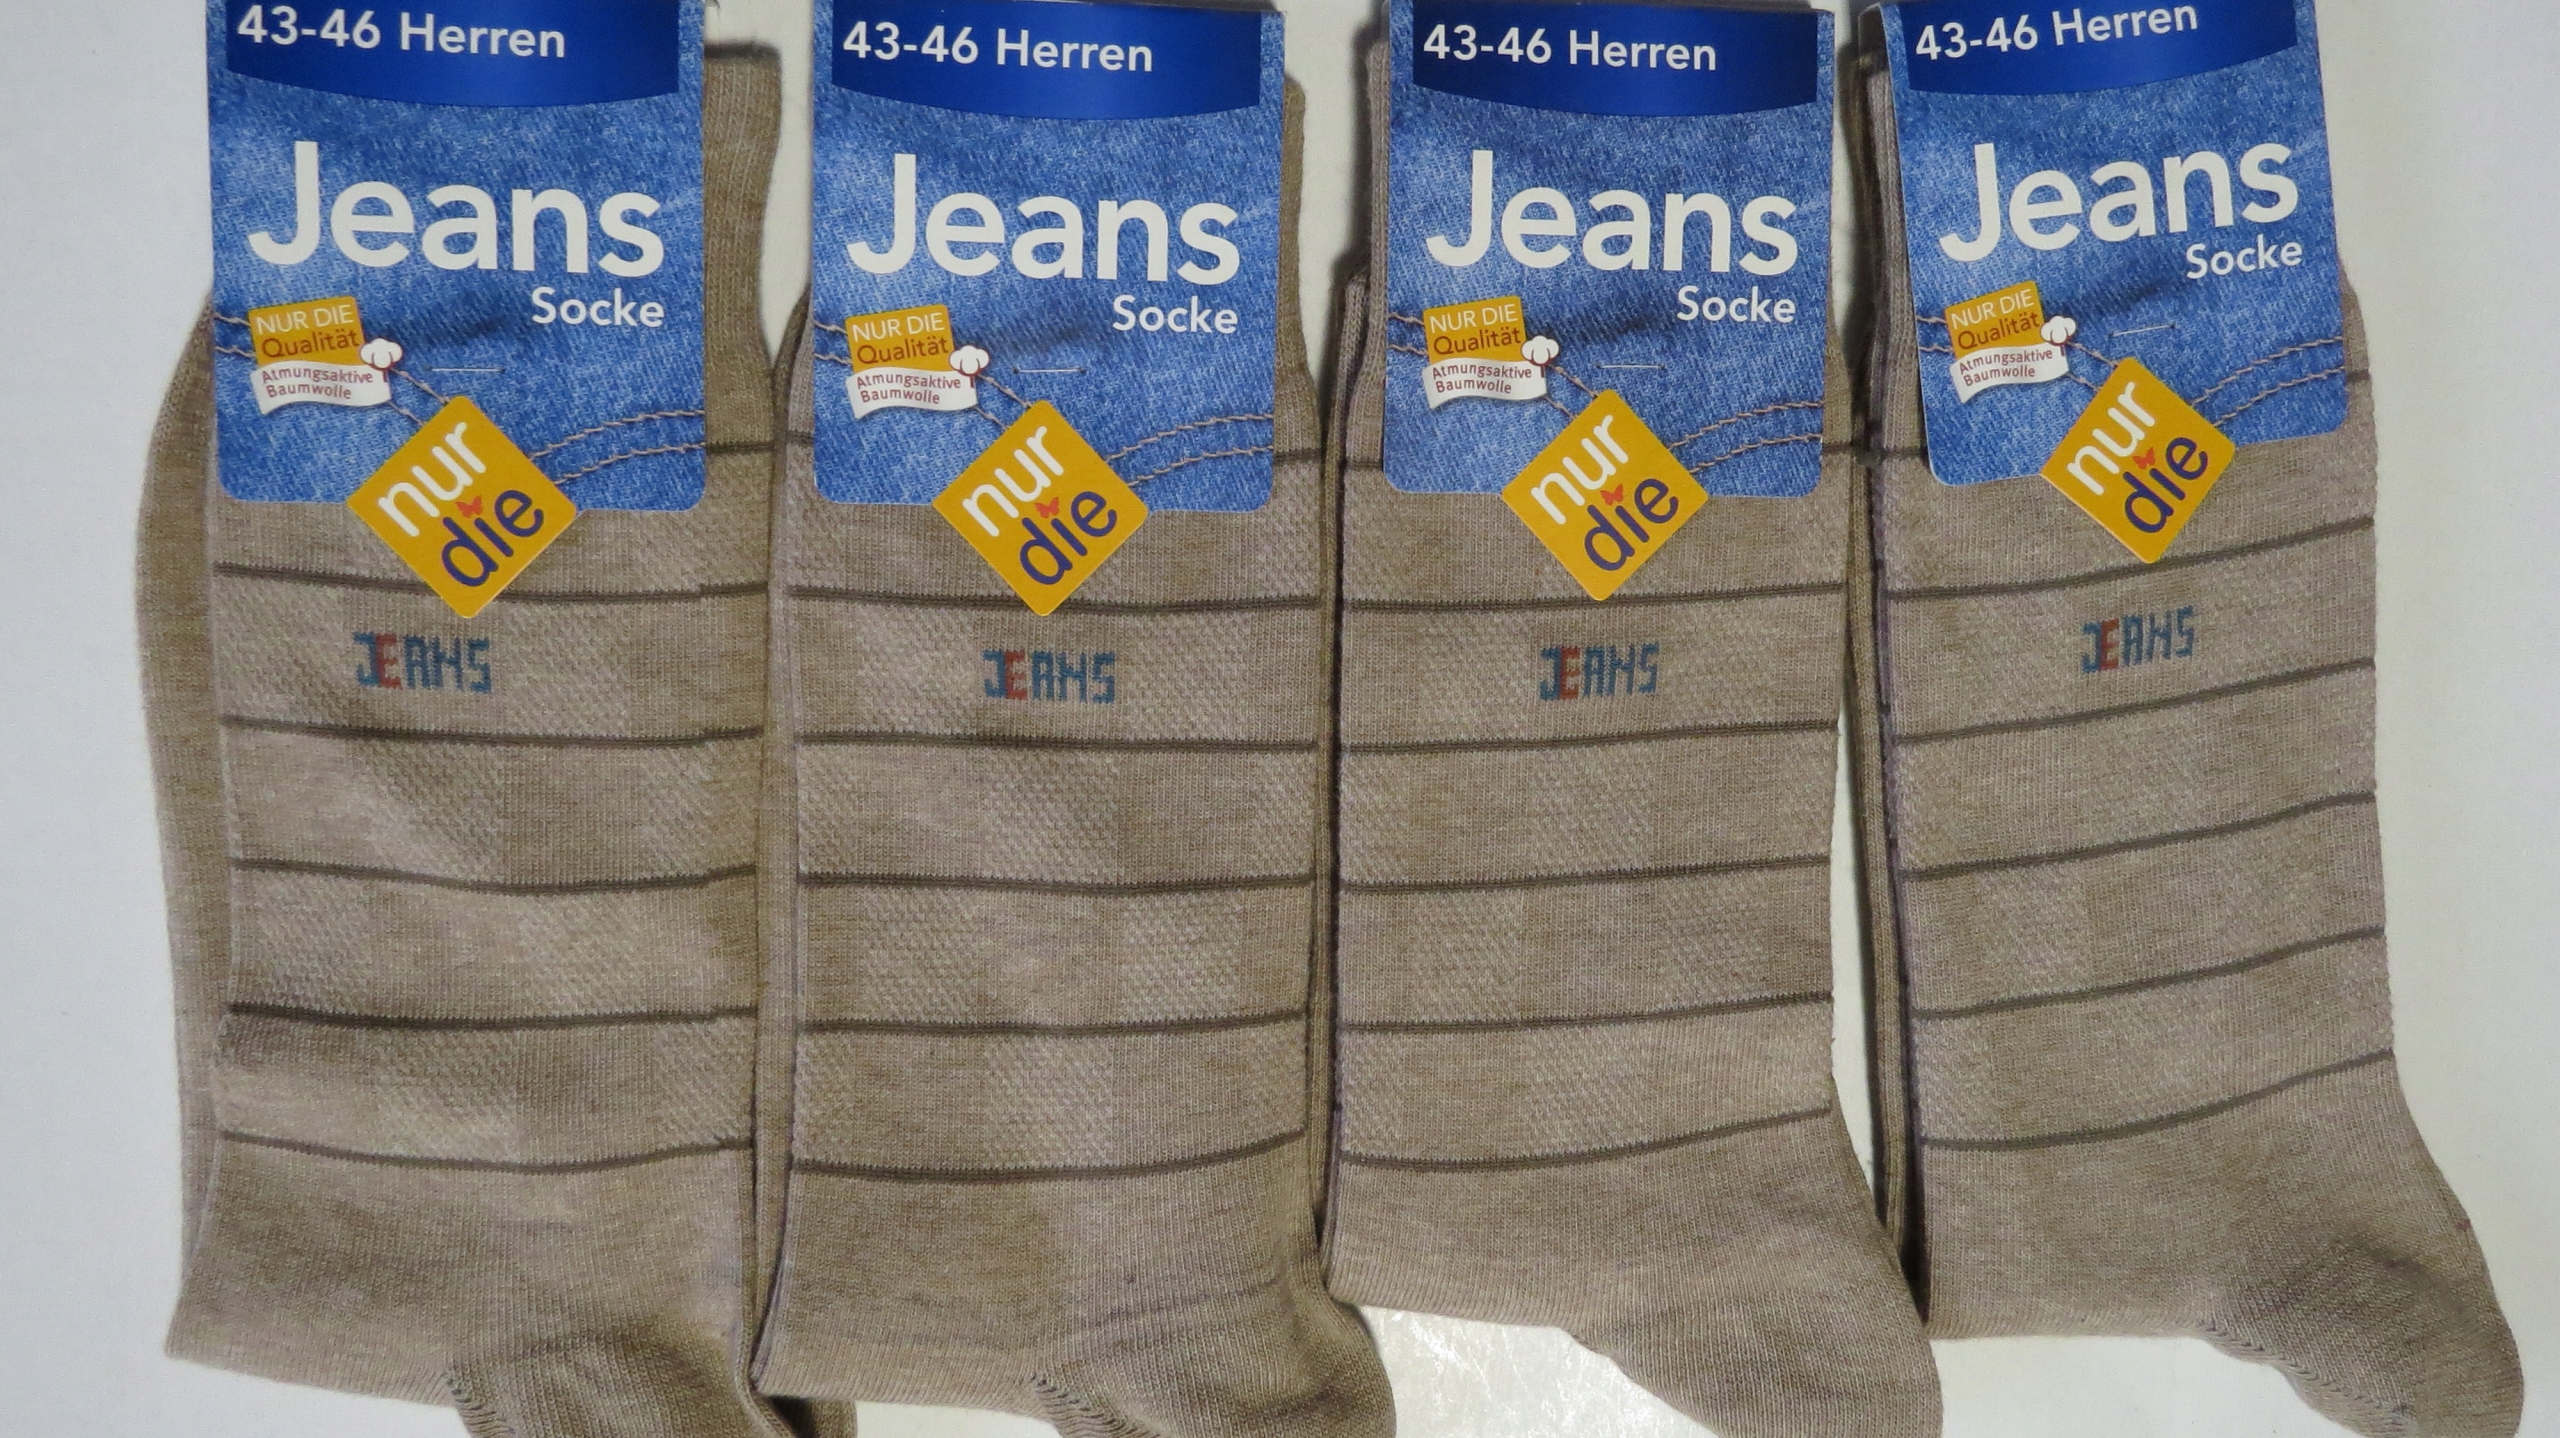 43-46 Herren
Jeans
Socke
NUR DIE
Qualität
Atmungsaktive
Baumwolle
nur
die
JEANS
43-46 Herren
Jeans
Socke
NUR DIE
Qualität
Atmungsaktive
Baumwolle
nur
die
JEANS
43-46 Herren
Jeans
Socke
NUR DIE
Qualität
Atmungsaktive
Baumwolle
nur
die
JEANS
43-46 Herren
Jeans
Socke
NUR DIE
Qualität
Atmungsaktive
Baumwolle
nur
die
JEANS